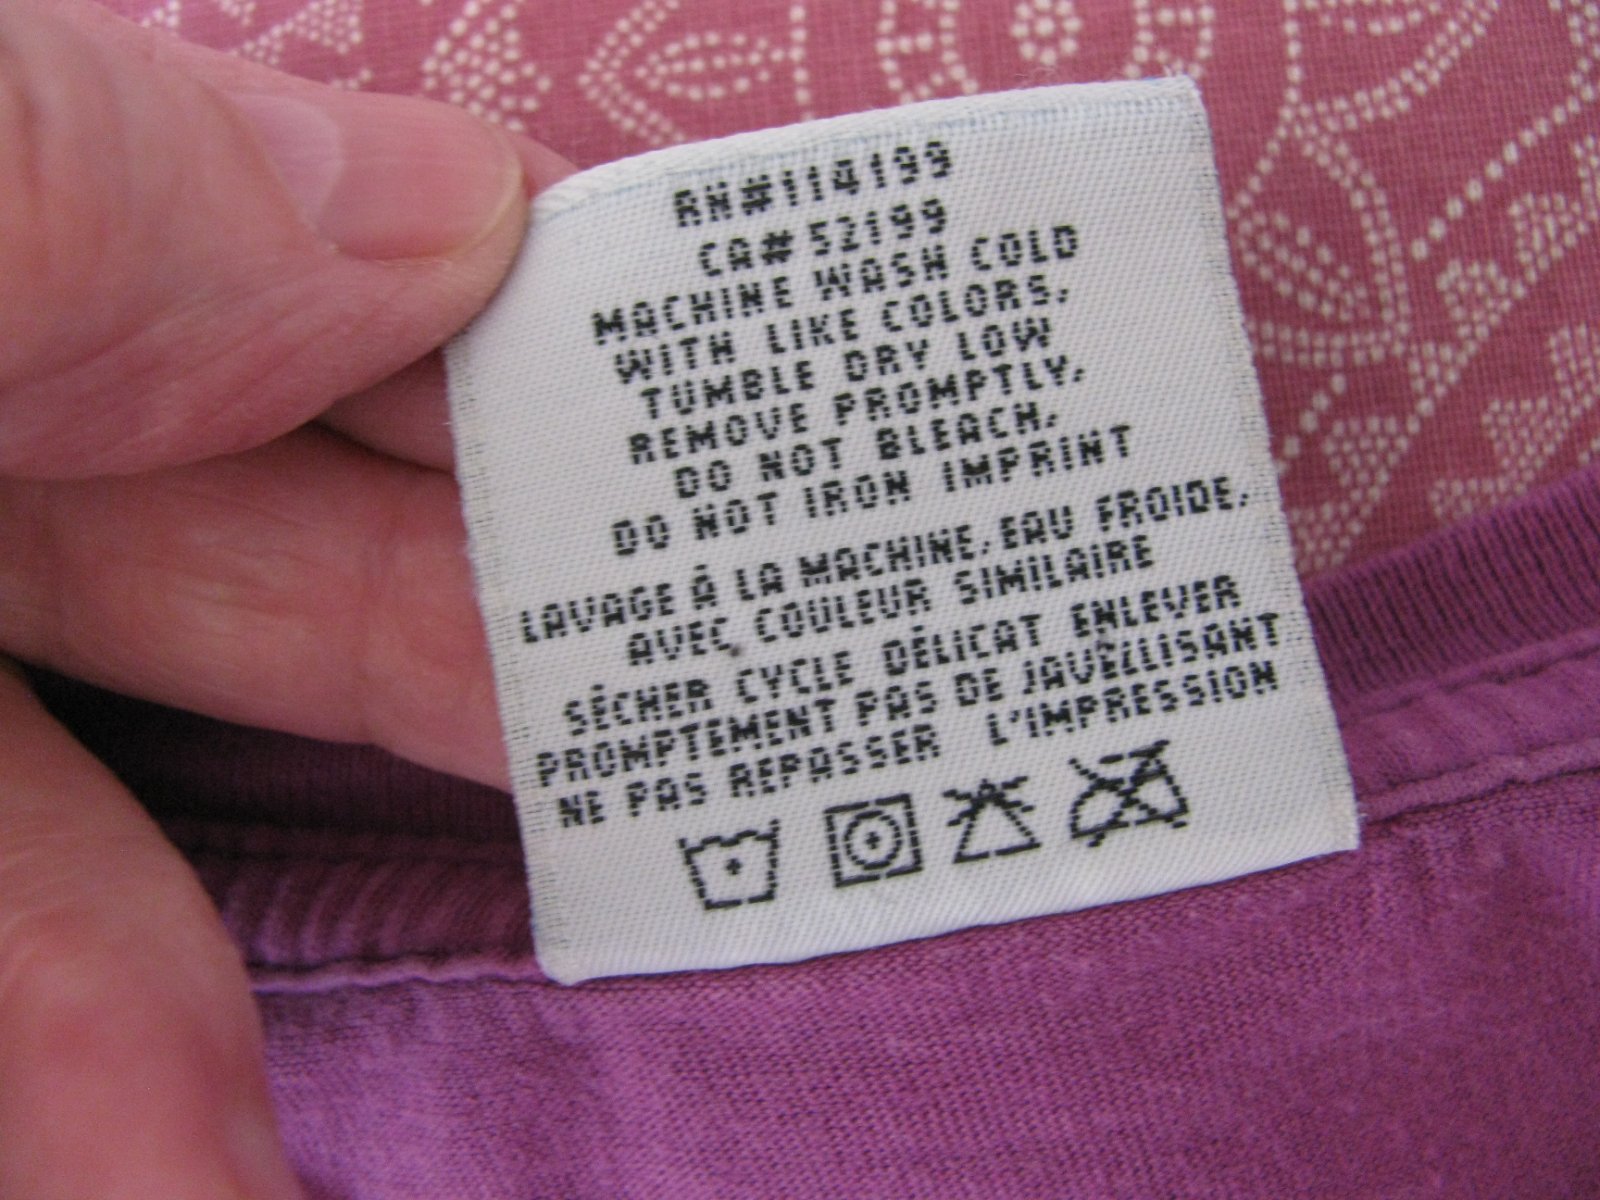 RN#114199
CA# 52199
MACHINE WASH COLD
WITH LIKE COLORS,
TUMBLE DRY LOW
REMOVE PROMPTLY,
DO NOT BLEACH,
DO NOT IRON IMPRINT
LAVAGE À LA MACHINE, EAU FROIDE,
AVEC COULEUR SIMILAIRE
SÉCHER CYCLE DÉLICAT ENLEVER
PROMPTEMENT PAS DE JAVELLISANT
NE PAS REPASSER L'IMPRESSION